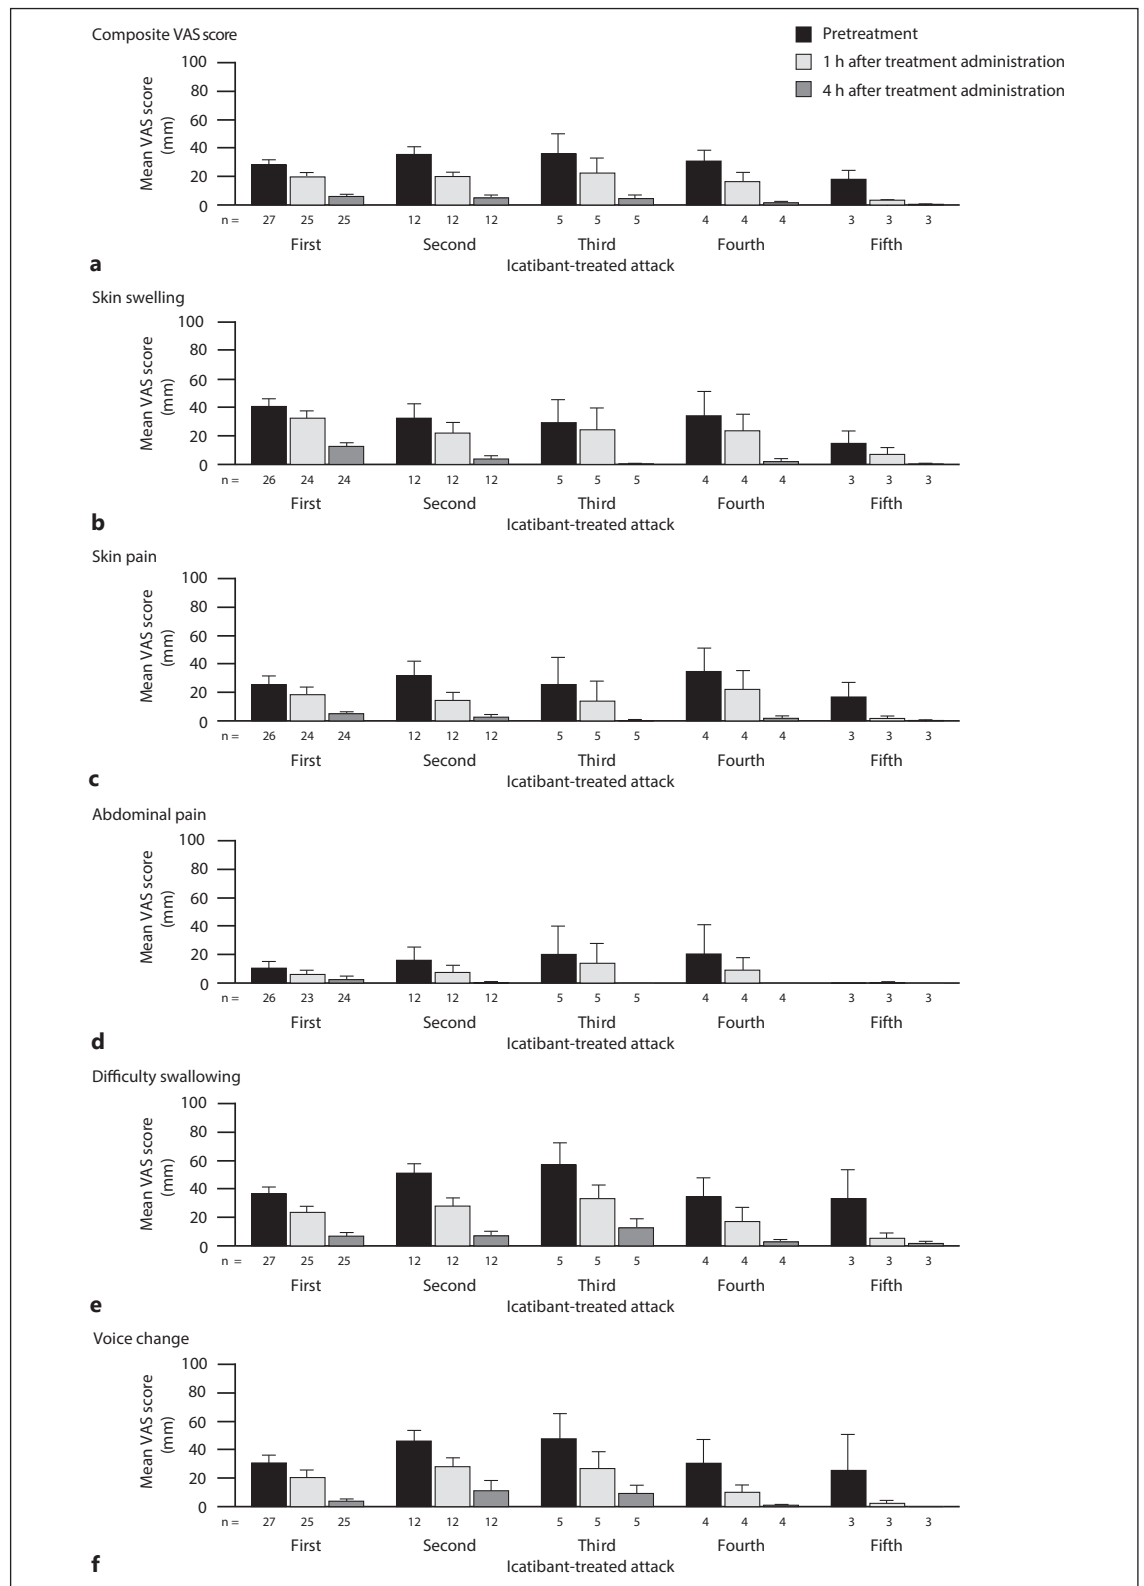 Composite VAS score
Pretreatment
1 h after treatment administration
4 h after treatment administration
Mean VAS score
(mm)
100
80
60
40
20
0
n = 27 25 25 12 12 12 5 5 5 4 4 4 3 3 3
First Second Third Fourth Fifth
Icatibant-treated attack
a
Skin swelling
Mean VAS score
(mm)
100
80
60
40
20
0
n = 26 24 24 12 12 12 5 5 5 4 4 4 3 3 3
First Second Third Fourth Fifth
Icatibant-treated attack
b
Skin pain
Mean VAS score
(mm)
100
80
60
40
20
0
n = 26 24 24 12 12 12 5 5 5 4 4 4 3 3 3
First Second Third Fourth Fifth
Icatibant-treated attack
c
Abdominal pain
Mean VAS score
(mm)
100
80
60
40
20
0
n = 26 23 24 12 12 12 5 5 5 4 4 4 3 3 3
First Second Third Fourth Fifth
Icatibant-treated attack
d
Difficulty swallowing
Mean VAS score
(mm)
100
80
60
40
20
0
n = 27 25 25 12 12 12 5 5 5 4 4 4 3 3 3
First Second Third Fourth Fifth
Icatibant-treated attack
e
Voice change
Mean VAS score
(mm)
100
80
60
40
20
0
n = 27 25 25 12 12 12 5 5 5 4 4 4 3 3 3
First Second Third Fourth Fifth
Icatibant-treated attack
f